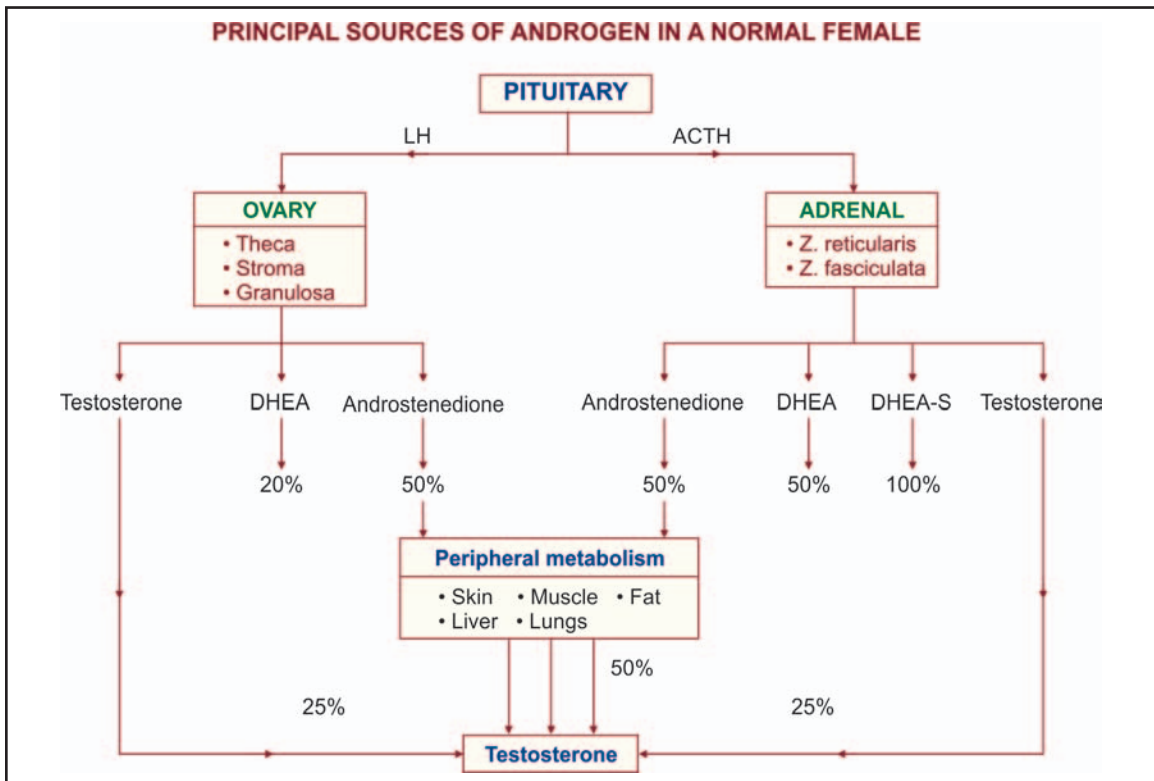 PRINCIPAL SOURCES OF ANDROGEN IN A NORMAL FEMALE
PITUITARY
LH ACTH
OVARY
• Theca
• Stroma
• Granulosa
ADRENAL
• Z. reticularis
• Z. fasciculata
Testosterone DHEA Androstenedione Androstenedione DHEA DHEA-S Testosterone
20% 50% 50% 50% 100%
Peripheral metabolism
• Skin • Muscle • Fat
• Liver • Lungs
50%
25% 25%
Testosterone